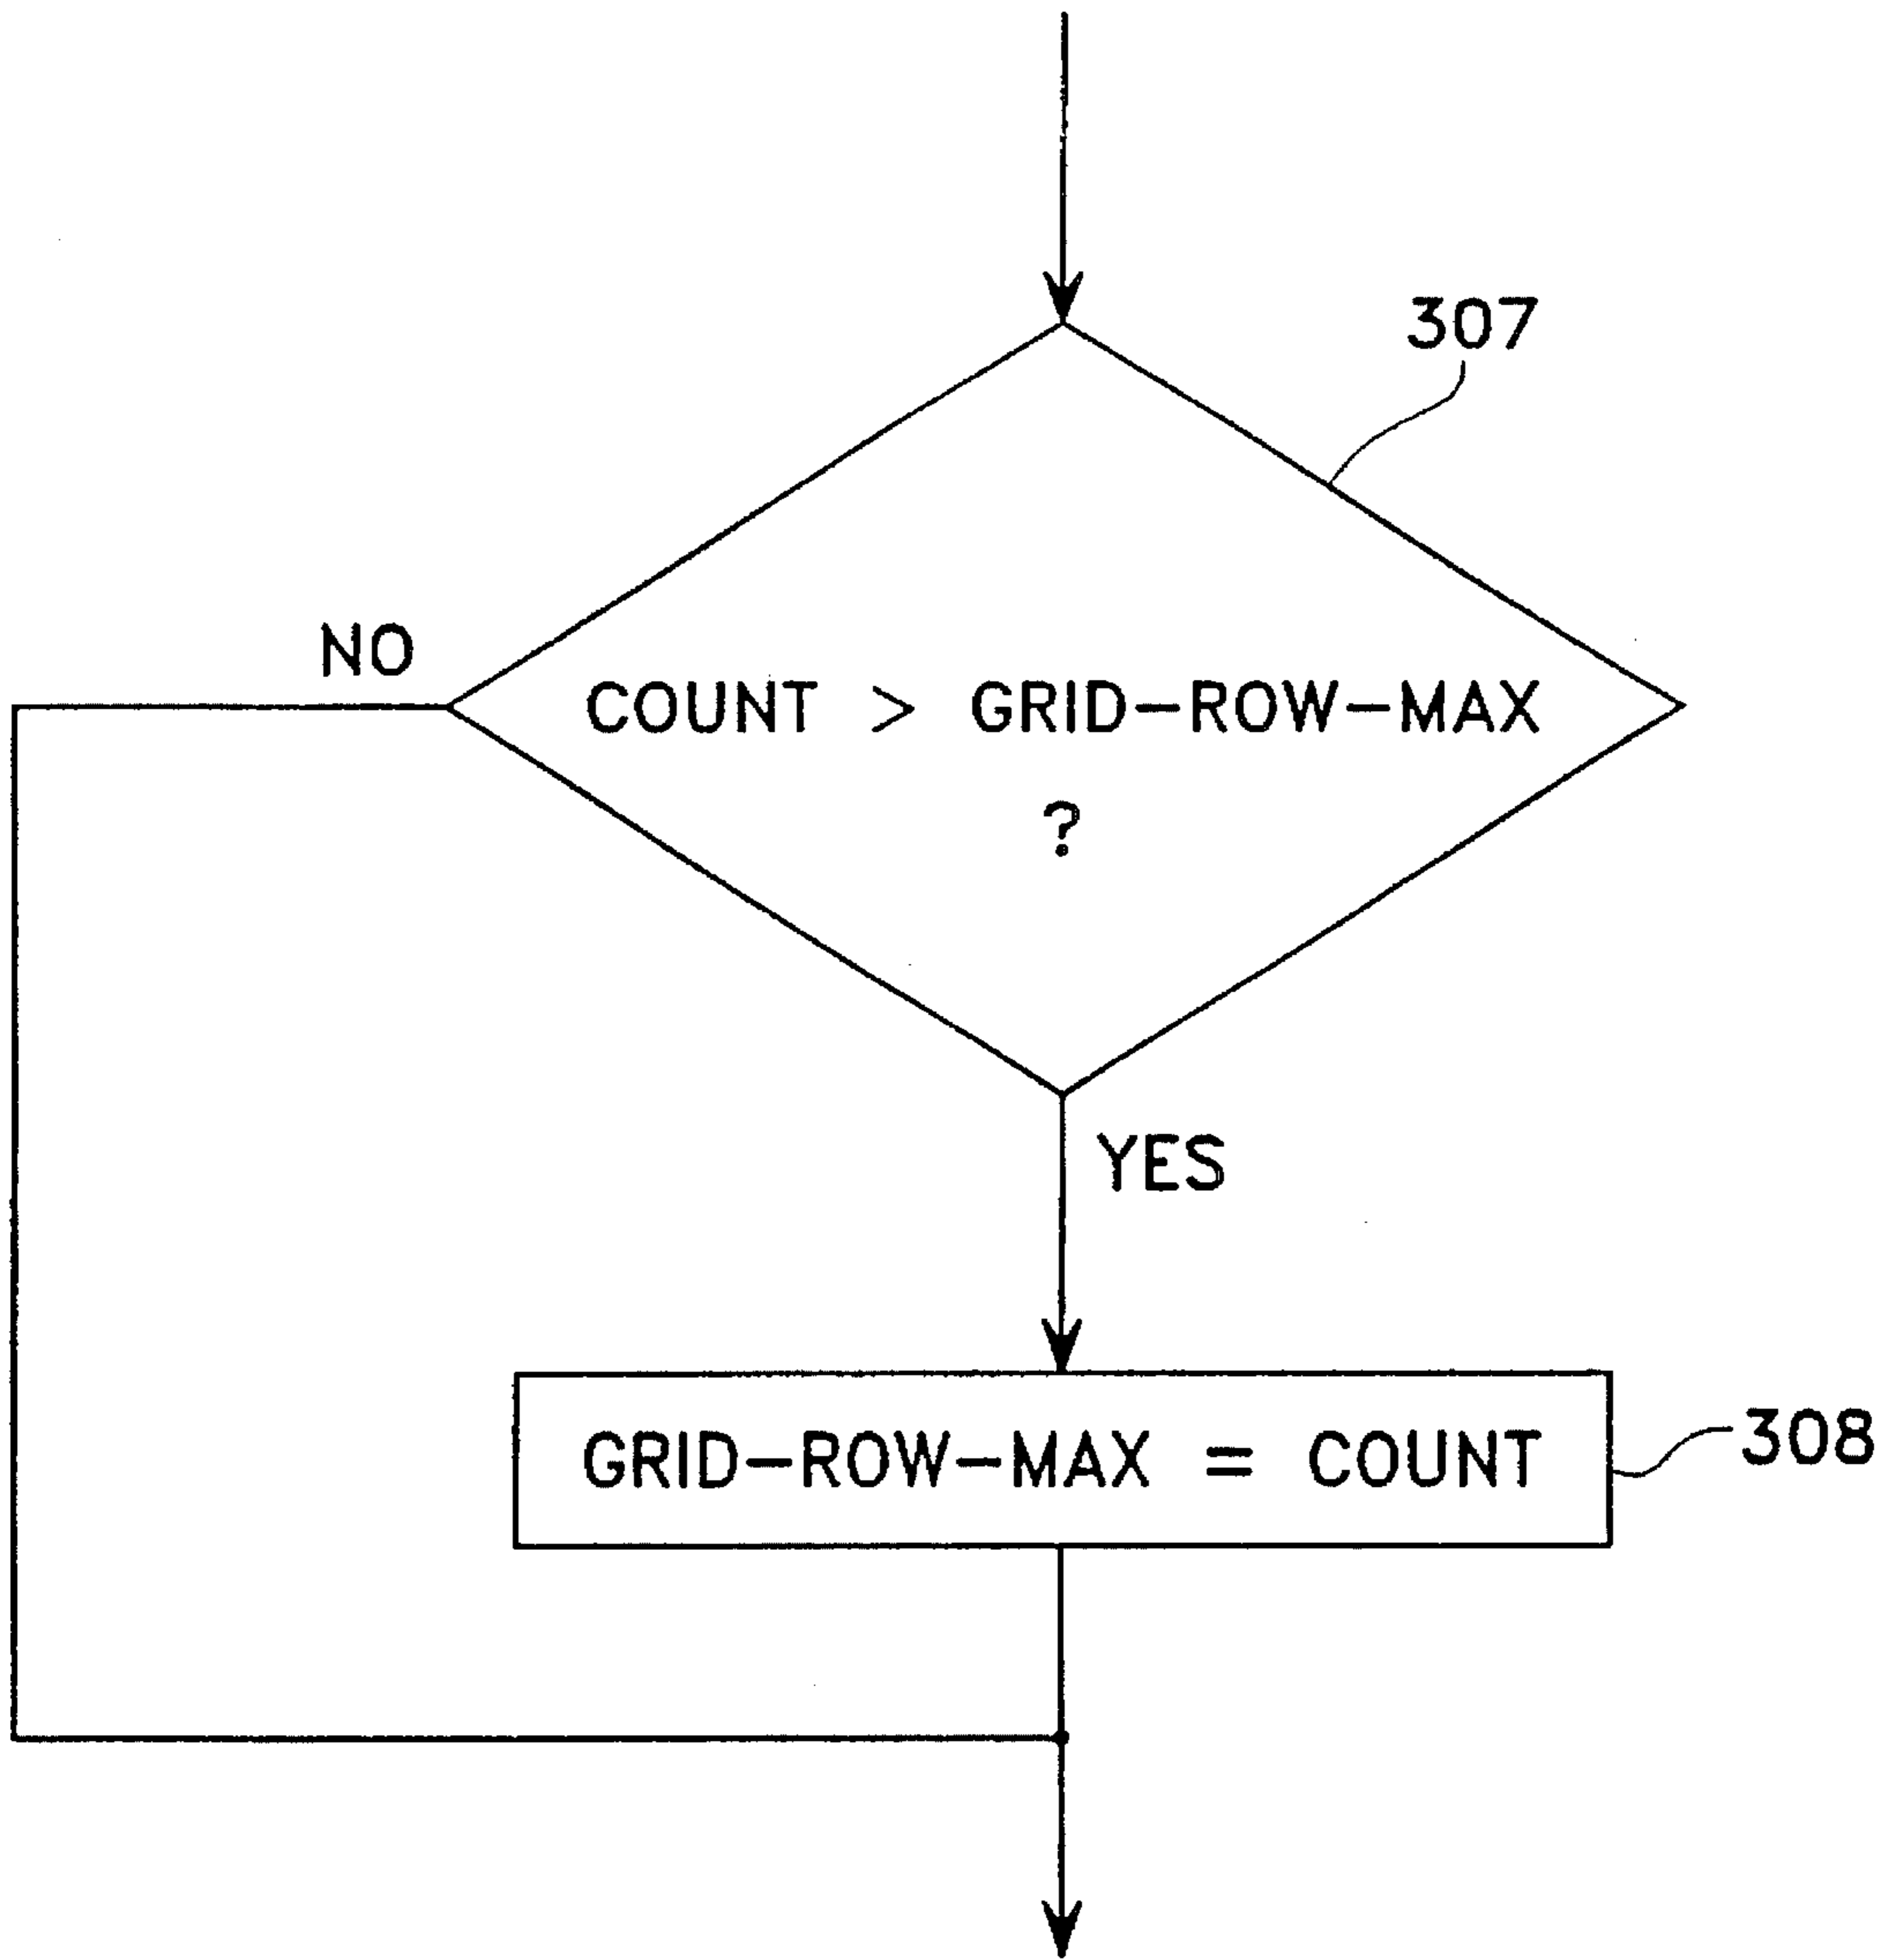 307
NO
COUNT > GRID-ROW-MAX
?
YES
GRID-ROW-MAX = COUNT
308